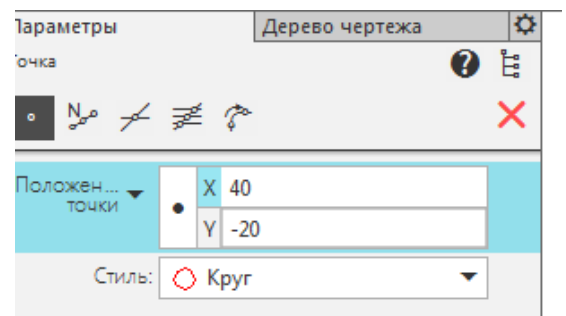 Параметры
Дерево чертежа
Точка
?
N
Положен...
точки
X 40
Y -20
Стиль:
Круг